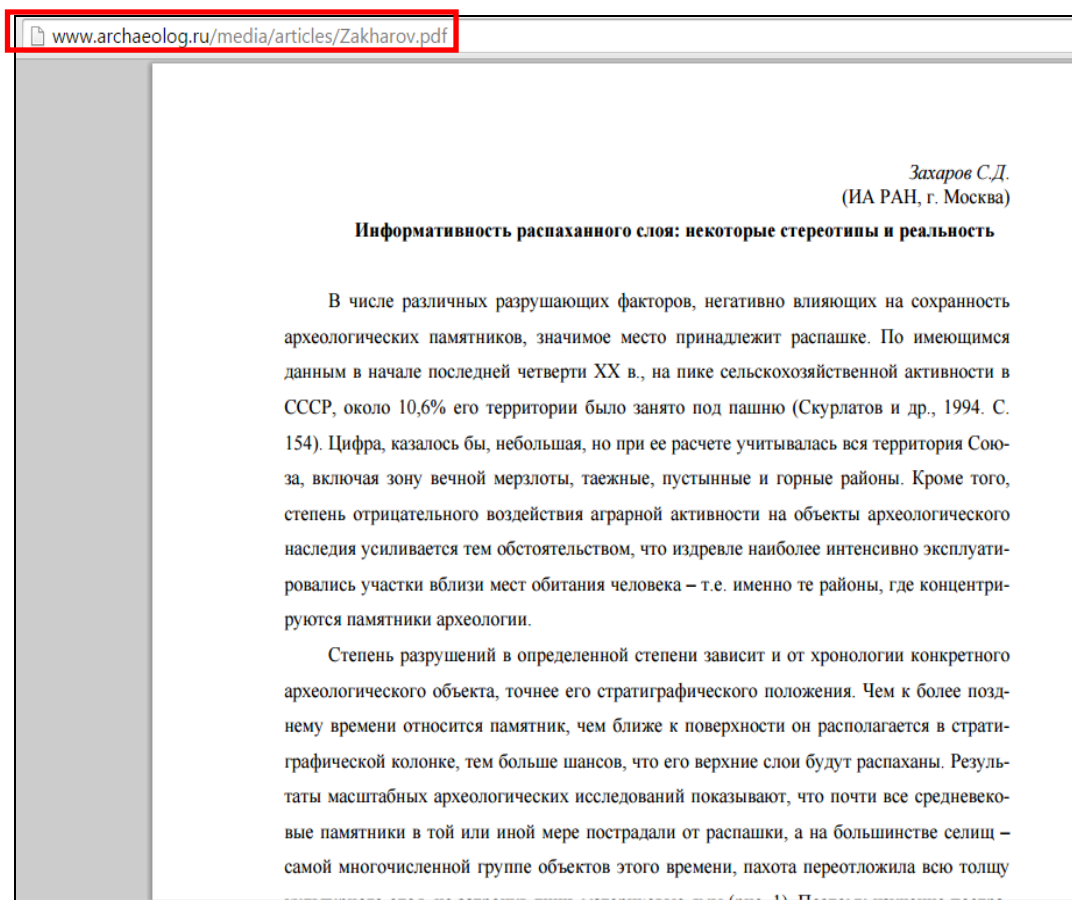 www.archaeolog.ru/media/articles/Zakharov.pdf
Захаров С.Д.
(ИА РАН, г. Москва)
Информативность распаханного слоя: некоторые стереотипы и реальность
В числе различных разрушающих факторов, негативно влияющих на сохранность
археологических памятников, значимое место принадлежит распашке. По имеющимся
данным в начале последней четверти XX в., на пике сельскохозяйственной активности в
СССР, около 10,6% его территории было занято под пашню (Скурлатов и др., 1994. С.
154). Цифра, казалось бы, небольшая, но при ее расчете учитывалась вся территория Сою-
за, включая зону вечной мерзлоты, таежные, пустынные и горные районы. Кроме того,
степень отрицательного воздействия аграрной активности на объекты археологического
наследия усиливается тем обстоятельством, что издревле наиболее интенсивно эксплуати-
ровались участки вблизи мест обитания человека – т.е. именно те районы, где концентри-
руются памятники археологии.
Степень разрушений в определенной степени зависит и от хронологии конкретного
археологического объекта, точнее его стратиграфического положения. Чем к более позд-
нему времени относится памятник, чем ближе к поверхности он располагается в страти-
графической колонке, тем больше шансов, что его верхние слои будут распаханы. Резуль-
таты масштабных археологических исследований показывают, что почти все средневеко-
вые памятники в той или иной мере пострадали от распашки, а на большинстве селищ –
самой многочисленной группе объектов этого времени, пахота переотложила всю толщу